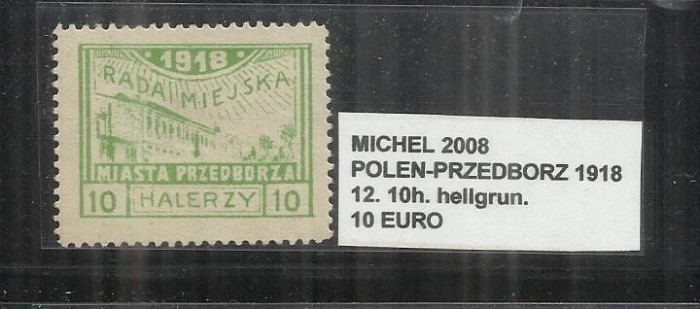 1918
RADA MIEJSKA
MIASTA PRZEDBORZA
10 HALERZY 10
MICHEL 2008
POLEN-PRZEDBORZ 1918
12. 10h. hellgrun.
10 EURO